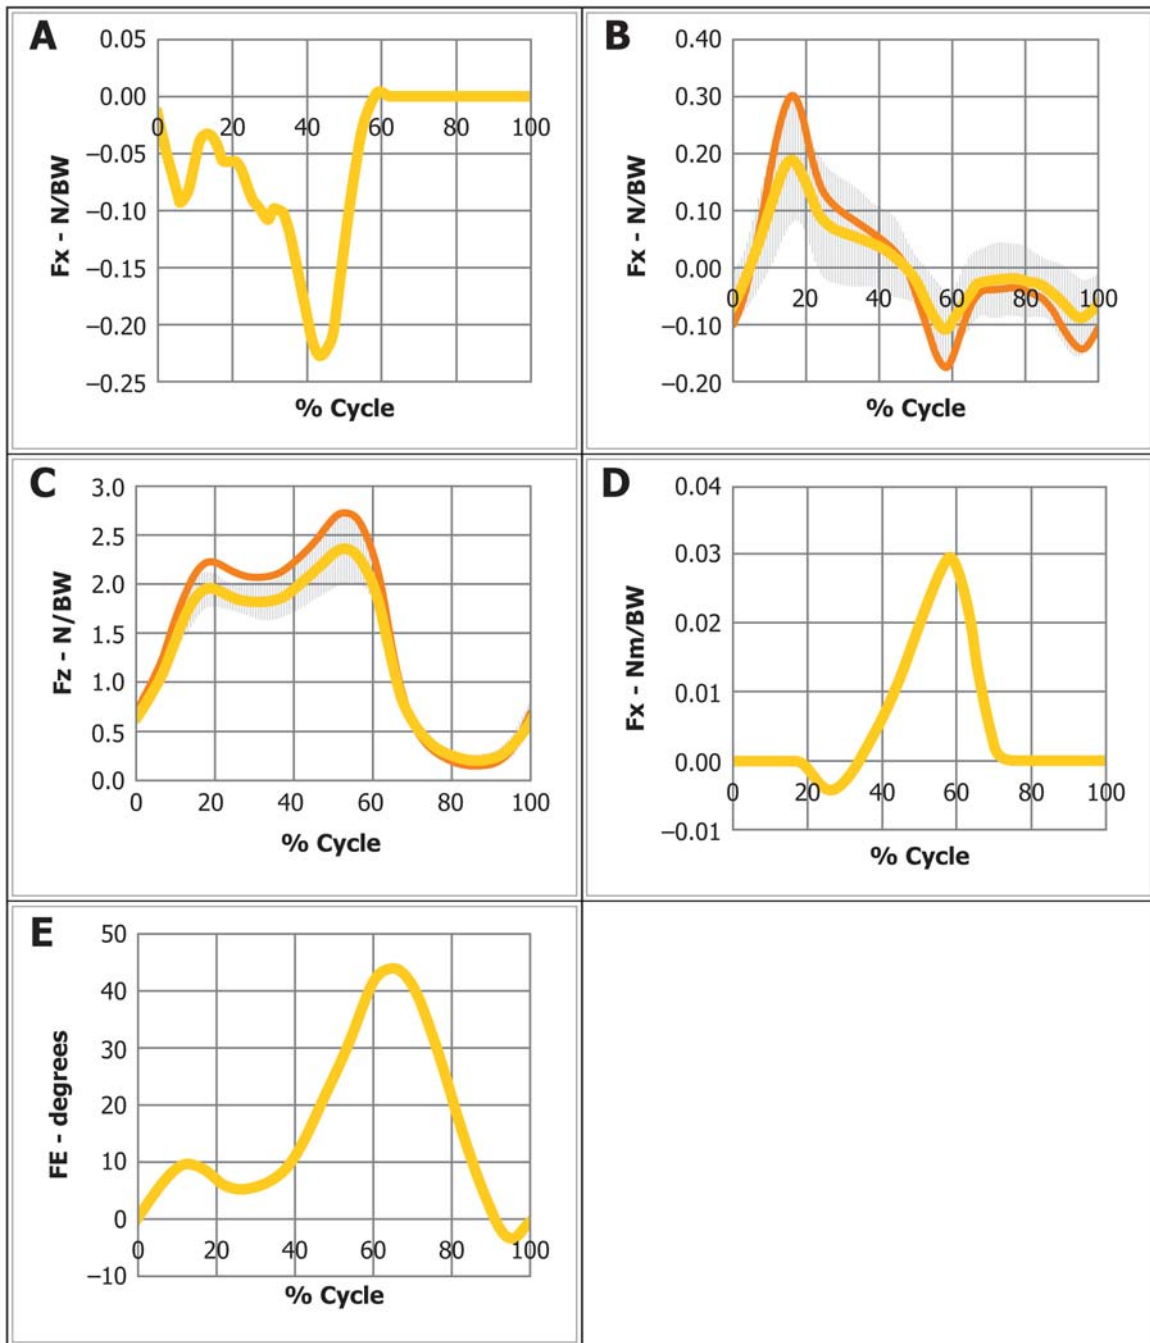 A
0.05
0.00
0 20 40 60 80 100
−0.05
−0.10
−0.15
−0.20
−0.25
Fx - N/BW
% Cycle
B
0.40
0.30
0.20
0.10
0.00
0 20 40 60 80 100
−0.10
−0.20
Fx - N/BW
% Cycle
C
3.0
2.5
2.0
1.5
1.0
0.5
0.0
0 20 40 60 80 100
Fz - N/BW
% Cycle
D
0.04
0.03
0.02
0.01
0.00
0 20 40 60 80 100
−0.01
Fx - Nm/BW
% Cycle
E
50
40
30
20
10
0
0 20 40 60 80 100
−10
FE - degrees
% Cycle